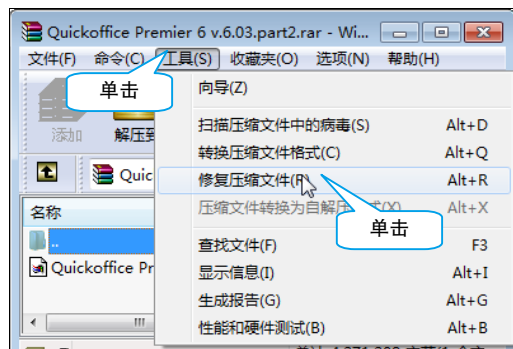 Quickoffice Premier 6 v.6.03.part2.rar - Wi...
文件(F) 命令(C) 工具(S) 收藏夹(O) 选项(N) 帮助(H)
单击
向导(Z)
添加 解压到
扫描压缩文件中的病毒(S) Alt+D
转换压缩文件格式(C) Alt+Q
Quic
修复压缩文件(R) Alt+R
名称
压缩文件转换为自解压格式(X) Alt+X
单击
..
查找文件(F) F3
Quickoffice Pr
显示信息(I) Alt+I
生成报告(G) Alt+G
性能和硬件测试(B) Alt+B